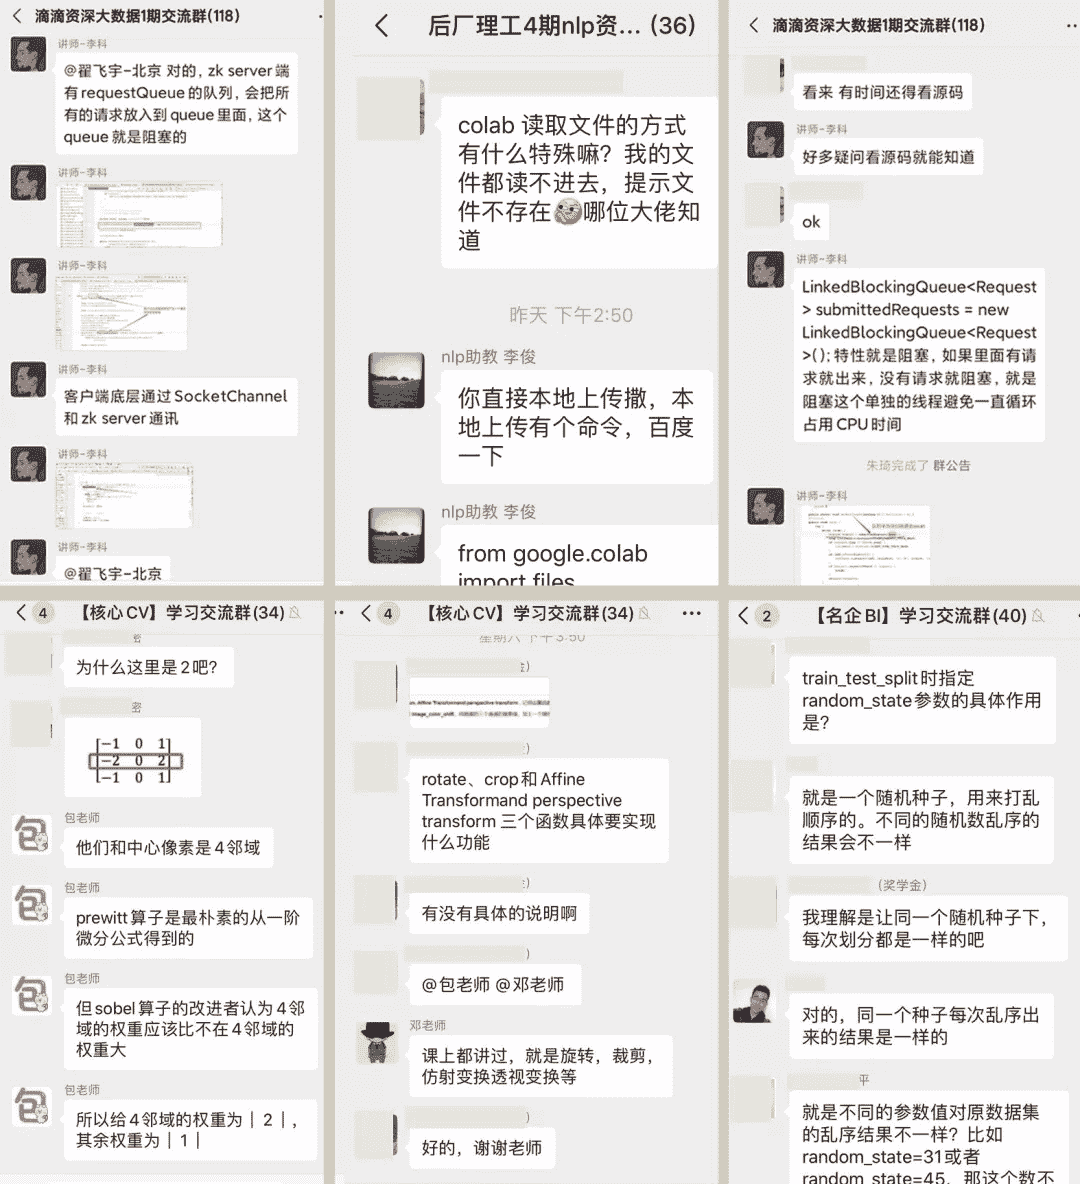 滴滴资深大数据1期交流群(118)
讲师-李科
@翟飞宇-北京 对的，zk server端
有requestQueue的队列，会把所
有的请求放入到queue里面，这个
queue就是阻塞的
讲师-李科
讲师-李科
讲师-李科
客户端底层通过SocketChannel
和zk server通讯
讲师-李科
讲师-李科
@翟飞宇-北京
后厂理工4期nlp资... (36)
colab 读取文件的方式
有什么特殊嘛？我的文
件都读不进去，提示文
件不存在哪位大佬知
道
昨天 下午2:50
nlp助教 李俊
你直接本地上传撒，本
地上传有个命令，百度
一下
nlp助教 李俊
from google.colab
import files
滴滴资深大数据1期交流群(118)
看来 有时间还得看源码
讲师-李科
好多疑问看源码就能知道
ok
讲师-李科
LinkedBlockingQueue<Request
> submittedRequests = new
LinkedBlockingQueue<Request
>(); 特性就是阻塞，如果里面有请
求就出来，没有请求就阻塞，就是
阻塞这个单独的线程避免一直循环
占用CPU时间
朱琦完成了 群公告
讲师-李科
4
【核心CV】学习交流群(34)
密
为什么这里是2吧?
密
-1 0 1
-2 0 2
-1 0 1
包老师
他们和中心像素是4邻域
包老师
prewitt算子是最朴素的从一阶
微分公式得到的
包老师
但sobel算子的改进者认为4邻
域的权重应该比不在4邻域的
权重大
包老师
所以给4邻域的权重为｜2｜，
其余权重为｜1｜
4
【核心CV】学习交流群(34)
星期六 下午3:50
金)
)
rotate、crop和Affine
Transformand perspective
transform 三个函数具体要实现
什么功能
金)
有没有具体的说明啊
)
@包老师 @邓老师
邓老师
课上都讲过，就是旋转，裁剪，
仿射变换透视变换等
)
好的，谢谢老师
2
【名企BI】学习交流群(40)
train_test_split时指定
random_state参数的具体作用
是?
就是一个随机种子，用来打乱
顺序的。不同的随机数乱序的
结果会不一样
(奖学金)
我理解是让同一个随机种子下，
每次划分都是一样的吧
对的，同一个种子每次乱序出
来的结果是一样的
平
就是不同的参数值对原数据集
的乱序结果不一样？比如
random_state=31或者
random_state=45，那这个数不